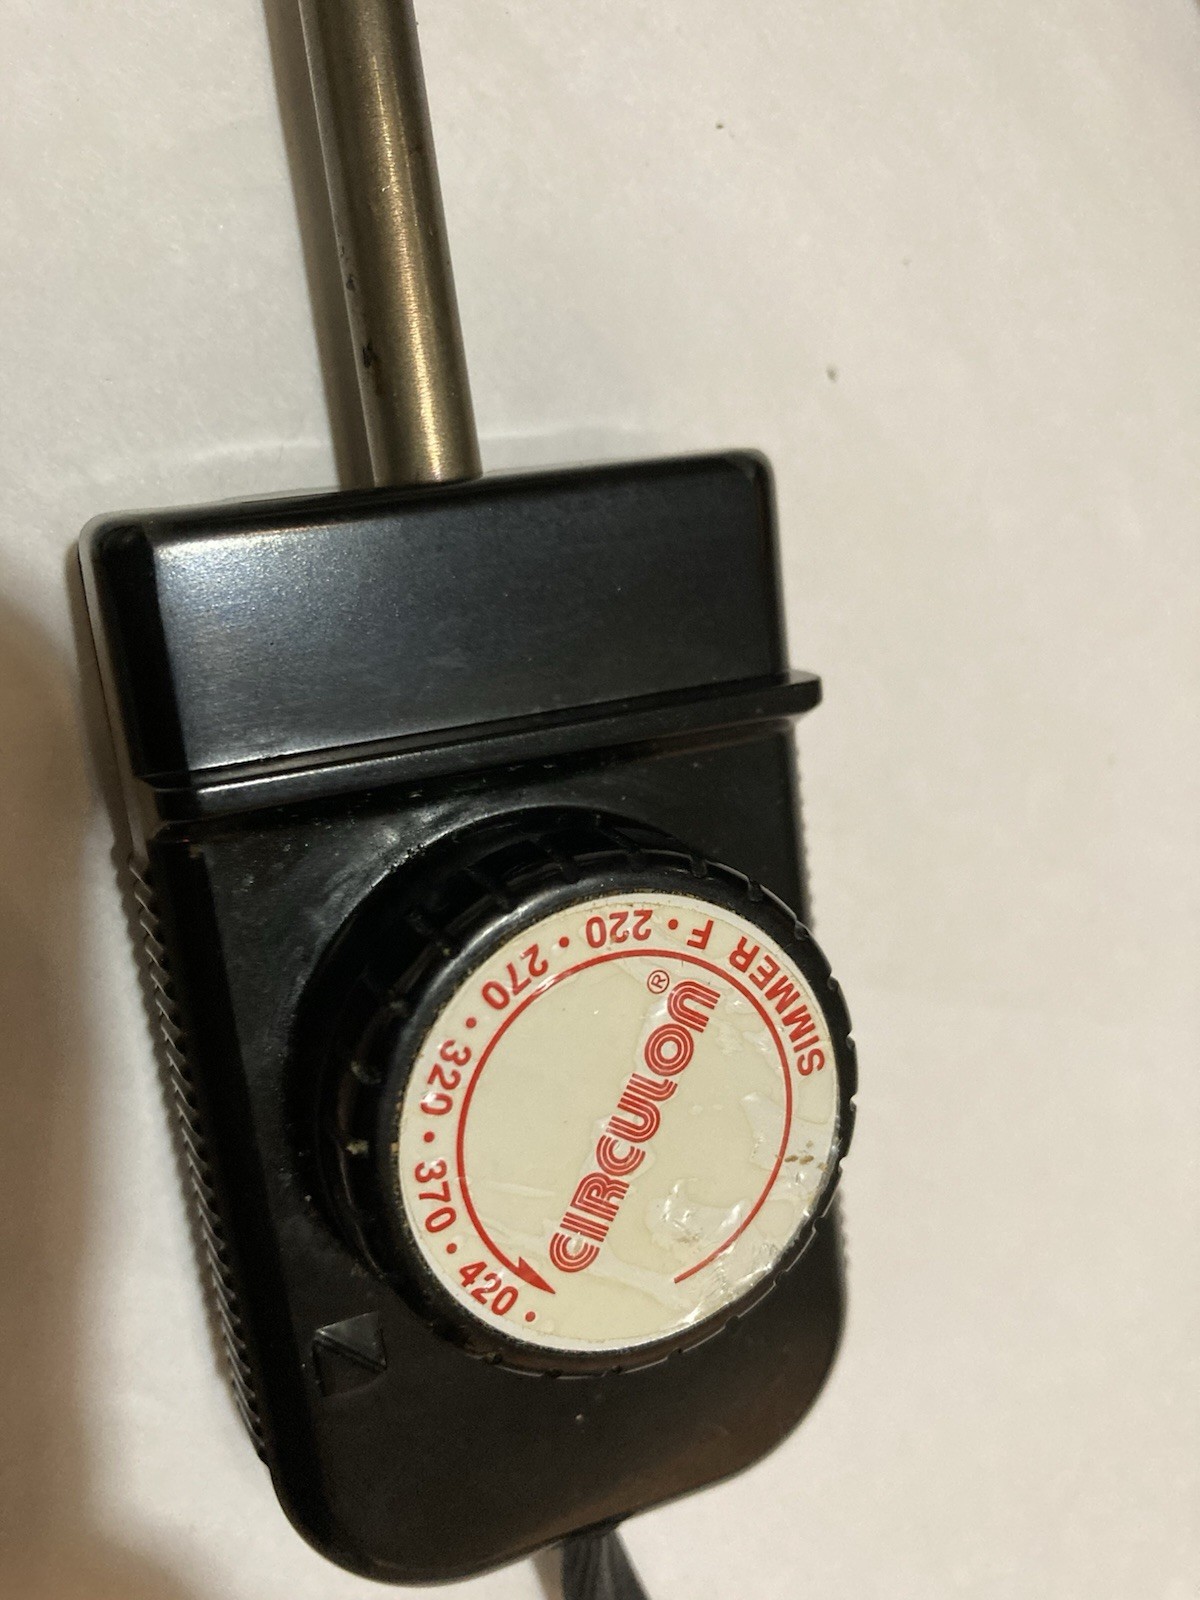 SIMMER F • 220 • 270 • 320 • 370 • 420 •
CIRCULON®